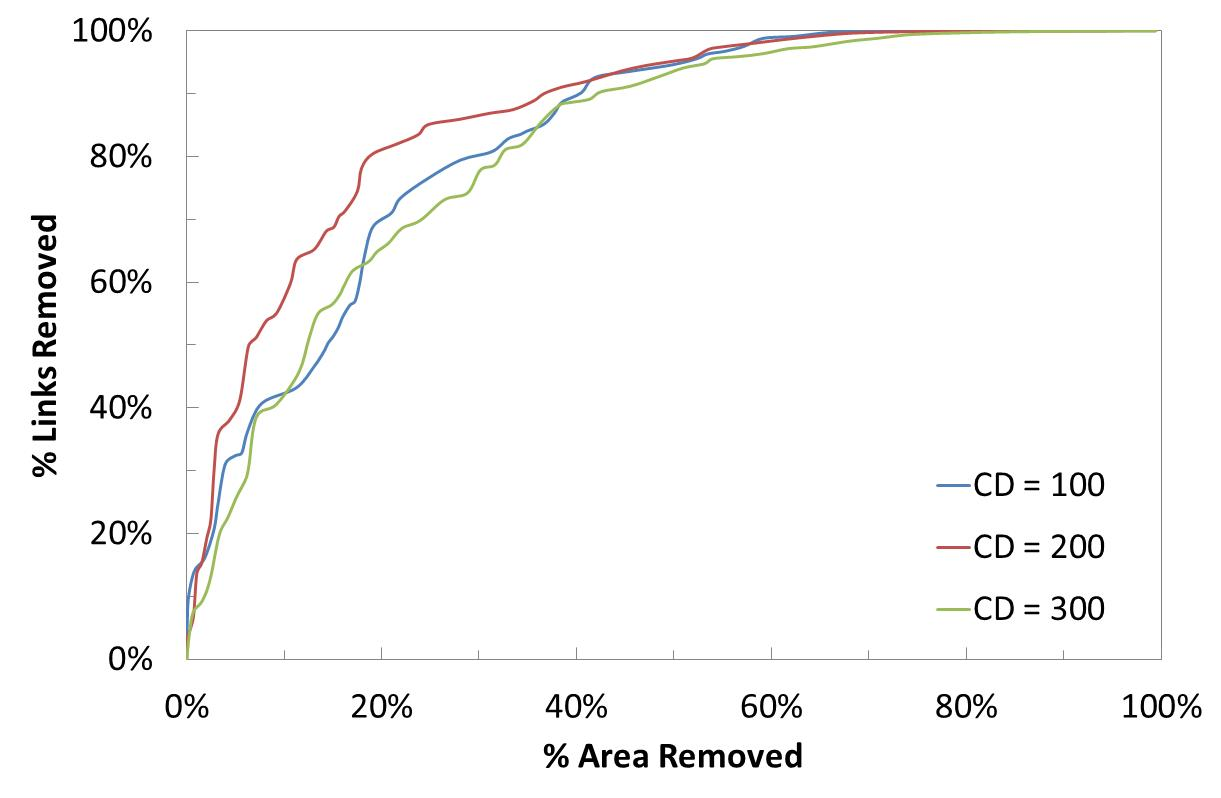 100%
80%
60%
40%
20%
0%
% Links Removed
CD = 100
CD = 200
CD = 300
0% 20% 40% 60% 80% 100%
% Area Removed